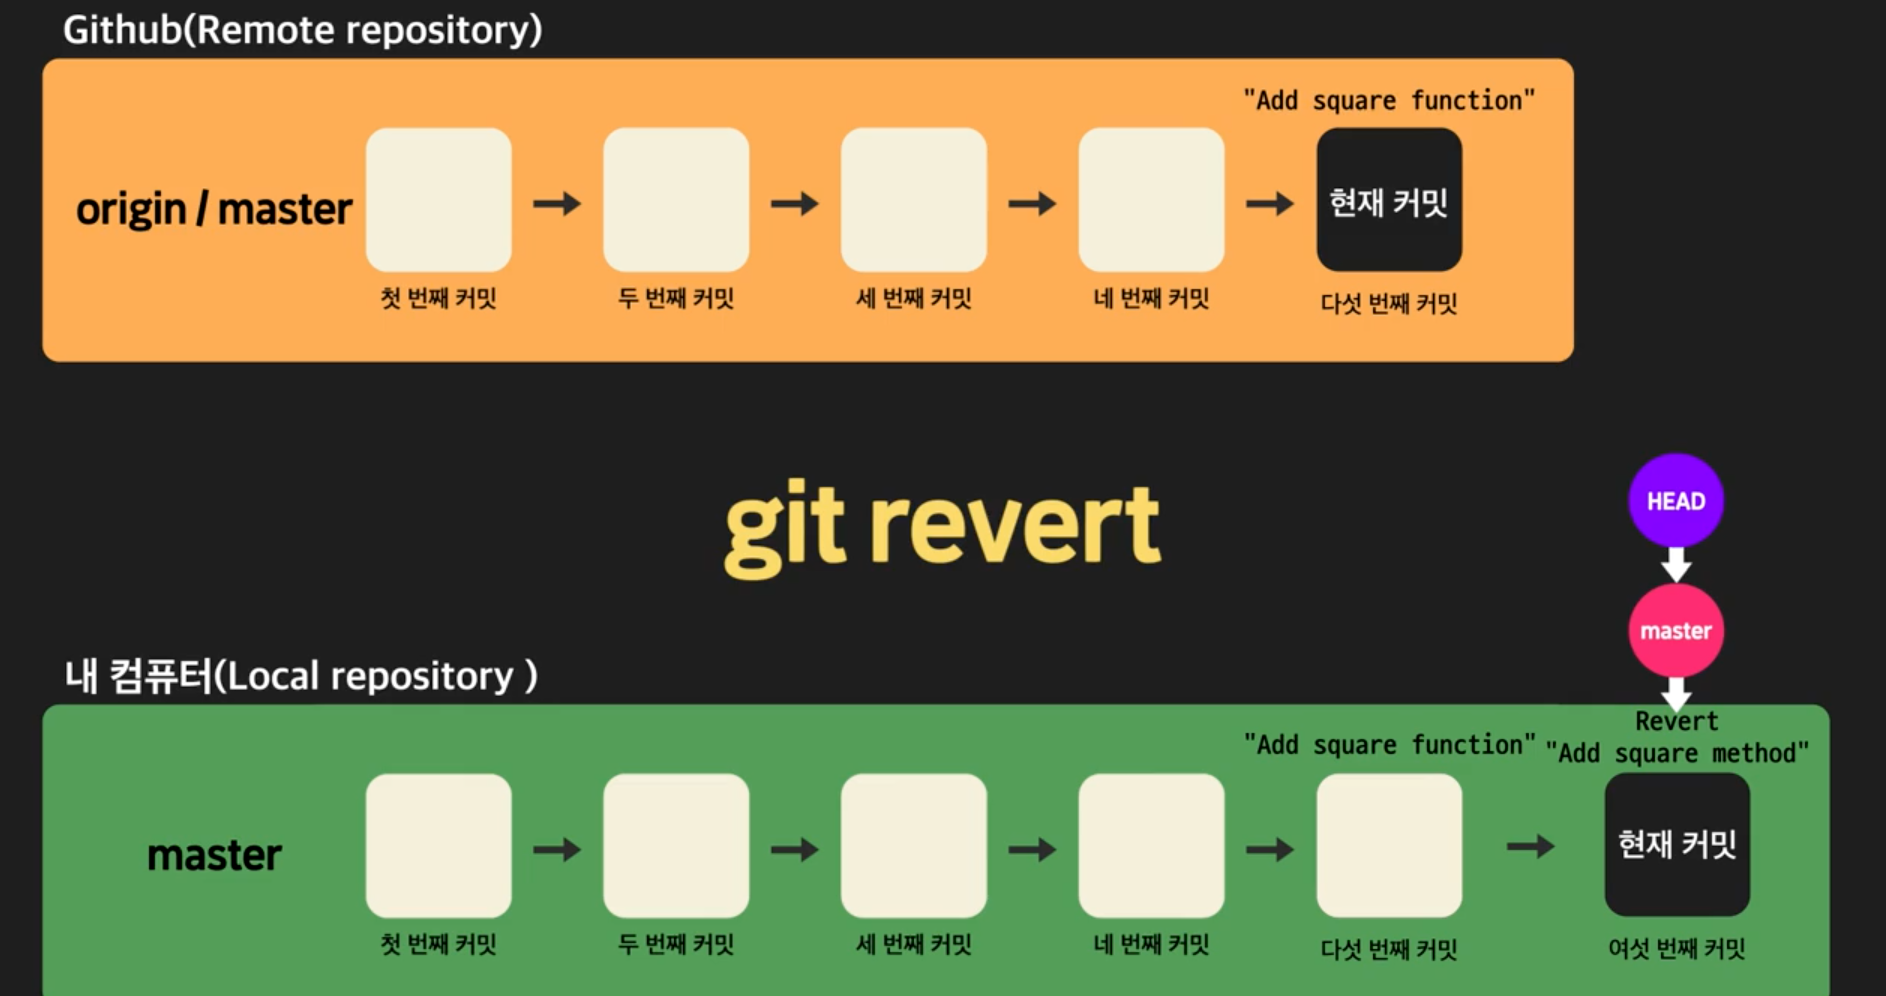 Github(Remote repository)
"Add square function"
origin / master
현재 커밋
첫 번째 커밋
두 번째 커밋
세 번째 커밋
네 번째 커밋
다섯 번째 커밋
git revert
HEAD
master
내 컴퓨터(Local repository )
"Add square function"
Revert
"Add square method"
master
현재 커밋
첫 번째 커밋
두 번째 커밋
세 번째 커밋
네 번째 커밋
다섯 번째 커밋
여섯 번째 커밋